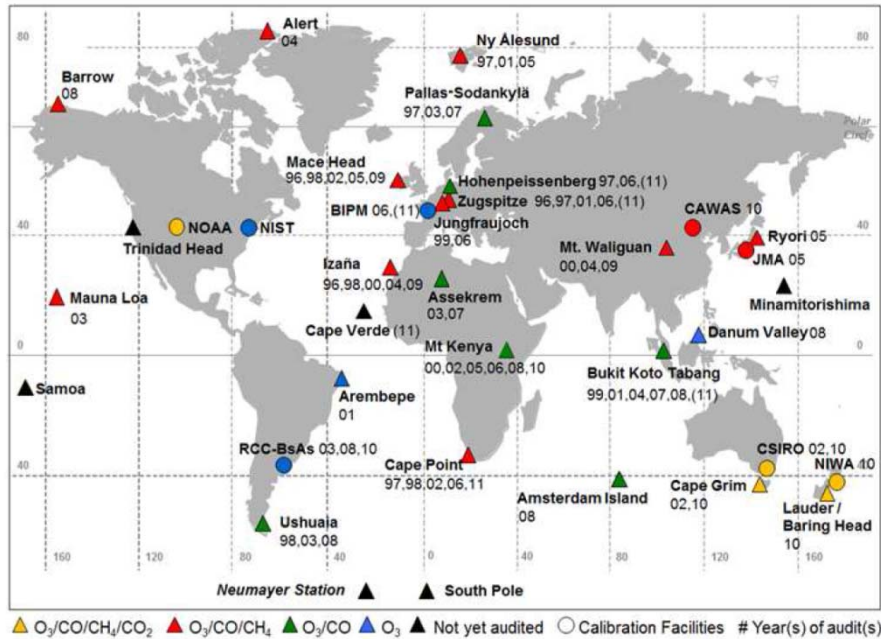 Alert
04
80
80
Ny Ålesund
97,01,05
Barrow
08
Pallas-Sodankylä
97,03,07
Polar
Circle
Mace Head
96,98,02,05,09
Hohenpeissenberg 97,06,(11)
Zugspitze 96,97,01,06,(11)
BIPM 06,(11)
Jungfraujoch
99,06
CAWAS 10
40
40
NOAA
NIST
Trinidad Head
Mt. Waliguan
00,04,09
Ryori 05
JMA 05
Izaña
96,98,00,04,09
Assekrem
03,07
Mauna Loa
03
Minamitorishima
Cape Verde (11)
Danum Valley 08
Mt Kenya
00,02,05,06,08,10
0
0
Bukit Koto Tabang
99,01,04,07,08,(11)
Samoa
Arembepe
01
RCC-BsAs 03,08,10
CSIRO 02,10
Cape Point
97,98,02,06,11
NIWA 10
40
40
Cape Grim
02,10
Amsterdam Island
08
Lauder /
Baring Head
10
Ushuaia
98,03,08
160 120 80 40 0 40 80 120 160
Neumayer Station South Pole
O₃/CO/CH₄/CO₂ O₃/CO/CH₄ O₃/CO O₃ Not yet audited Calibration Facilities # Year(s) of audit(s)